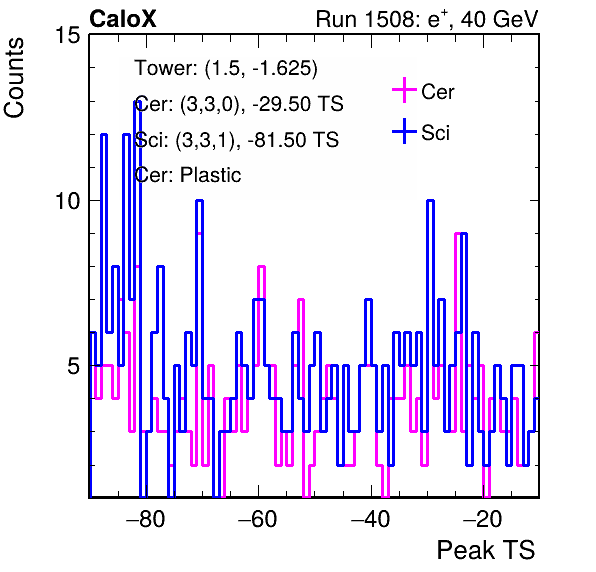 CaloX Run 1508: e⁺, 40 GeV
Counts
15
10
5
Tower: (1.5, -1.625)
Cer: (3,3,0), -29.50 TS
Sci: (3,3,1), -81.50 TS
Cer: Plastic
Cer
Sci
−80 −60 −40 −20
Peak TS